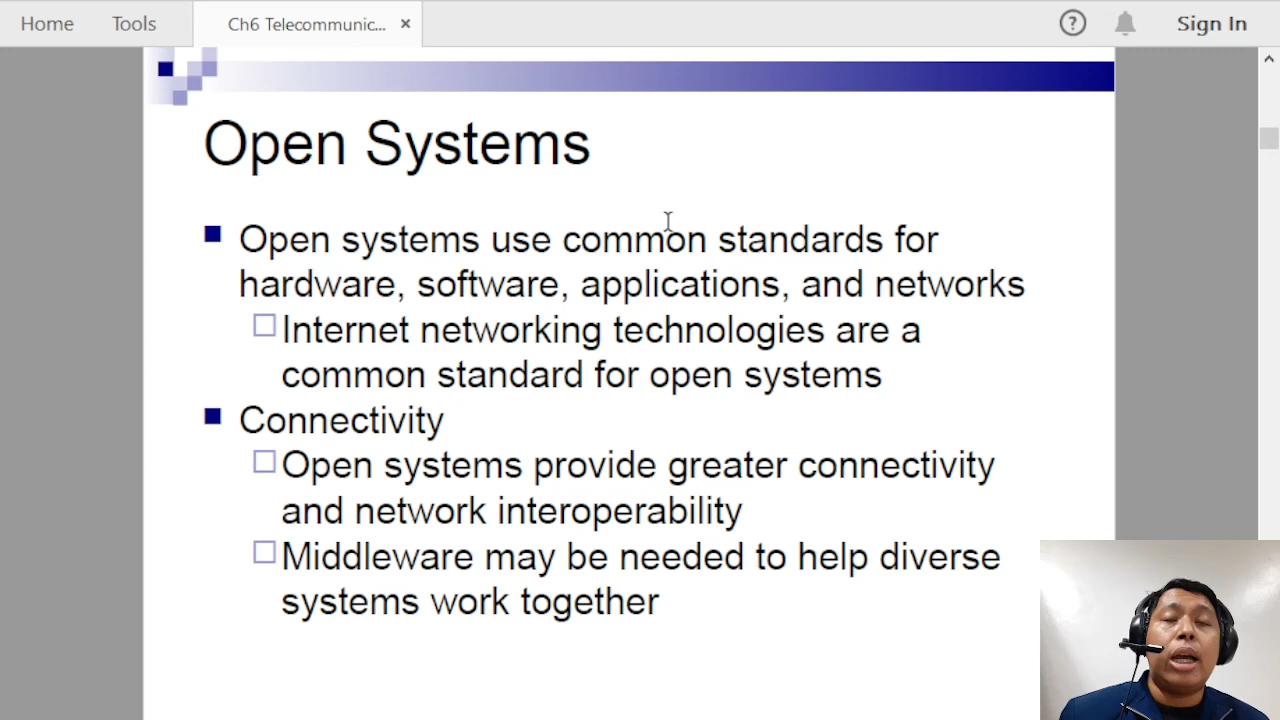 Home Tools Ch6 Telecommunic... × ? Sign In
Open Systems
Open systems use common standards for
hardware, software, applications, and networks
Internet networking technologies are a
common standard for open systems
Connectivity
Open systems provide greater connectivity
and network interoperability
Middleware may be needed to help diverse
systems work together